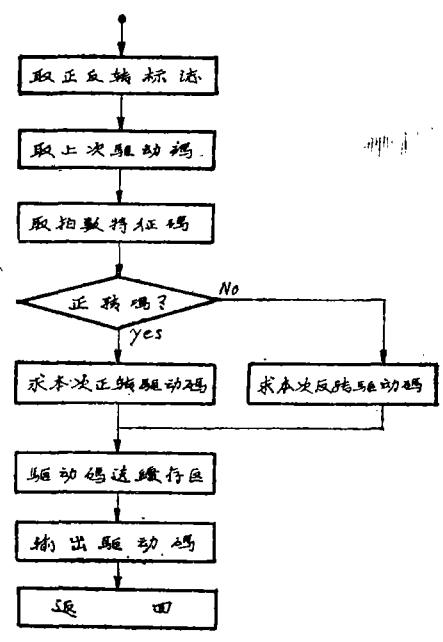 取正反转标志
取上次驱动码
取拍数特征码
正转吗?
No
yes
求本次正转驱动码
求本次反转驱动码
驱动码送缓存区
输出驱动码
返回